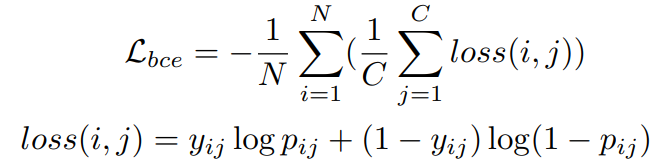 $\mathcal{L}_{bce} = -\frac{1}{N} \sum_{i=1}^{N} (\frac{1}{C} \sum_{j=1}^{C} loss(i, j))$
$loss(i, j) = y_{ij} \log p_{ij} + (1 - y_{ij}) \log(1 - p_{ij})$